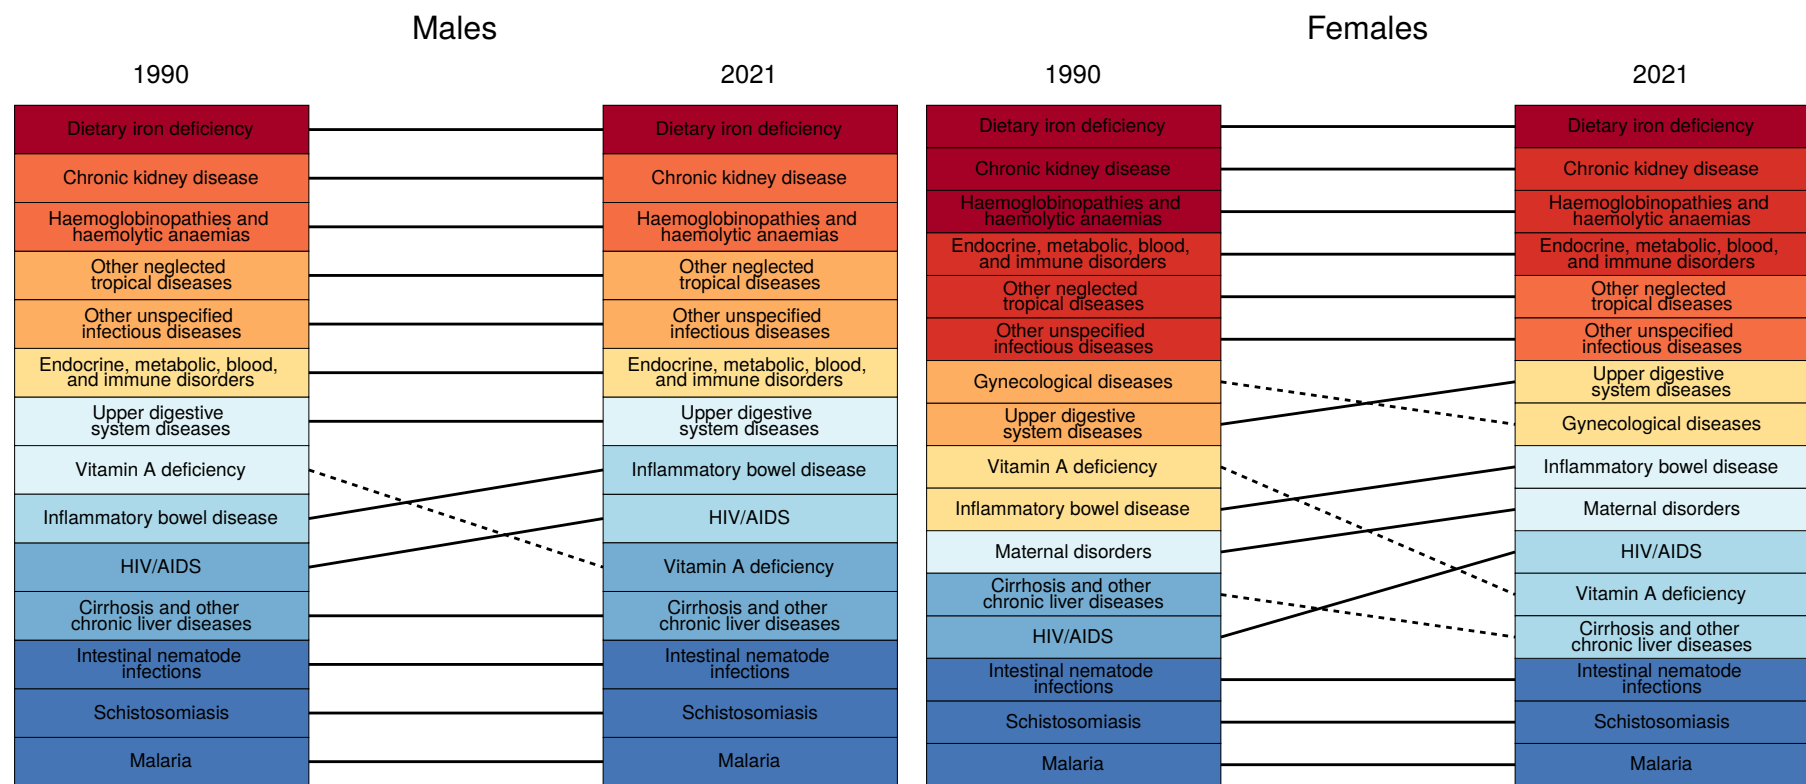 Males
1990
2021
Dietary iron deficiency
Chronic kidney disease
Haemoglobinopathies and
haemolytic anaemias
Other neglected
tropical diseases
Other unspecified
infectious diseases
Endocrine, metabolic, blood,
and immune disorders
Upper digestive
system diseases
Vitamin A deficiency
Inflammatory bowel disease
HIV/AIDS
Cirrhosis and other
chronic liver diseases
Intestinal nematode
infections
Schistosomiasis
Malaria
Dietary iron deficiency
Chronic kidney disease
Haemoglobinopathies and
haemolytic anaemias
Other neglected
tropical diseases
Other unspecified
infectious diseases
Endocrine, metabolic, blood,
and immune disorders
Upper digestive
system diseases
Inflammatory bowel disease
HIV/AIDS
Vitamin A deficiency
Cirrhosis and other
chronic liver diseases
Intestinal nematode
infections
Schistosomiasis
Malaria
Females
1990
2021
Dietary iron deficiency
Chronic kidney disease
Haemoglobinopathies and
haemolytic anaemias
Endocrine, metabolic, blood,
and immune disorders
Other neglected
tropical diseases
Other unspecified
infectious diseases
Gynecological diseases
Upper digestive
system diseases
Vitamin A deficiency
Inflammatory bowel disease
Maternal disorders
Cirrhosis and other
chronic liver diseases
HIV/AIDS
Intestinal nematode
infections
Schistosomiasis
Malaria
Dietary iron deficiency
Chronic kidney disease
Haemoglobinopathies and
haemolytic anaemias
Endocrine, metabolic, blood,
and immune disorders
Other neglected
tropical diseases
Other unspecified
infectious diseases
Upper digestive
system diseases
Gynecological diseases
Inflammatory bowel disease
Maternal disorders
HIV/AIDS
Vitamin A deficiency
Cirrhosis and other
chronic liver diseases
Intestinal nematode
infections
Schistosomiasis
Malaria